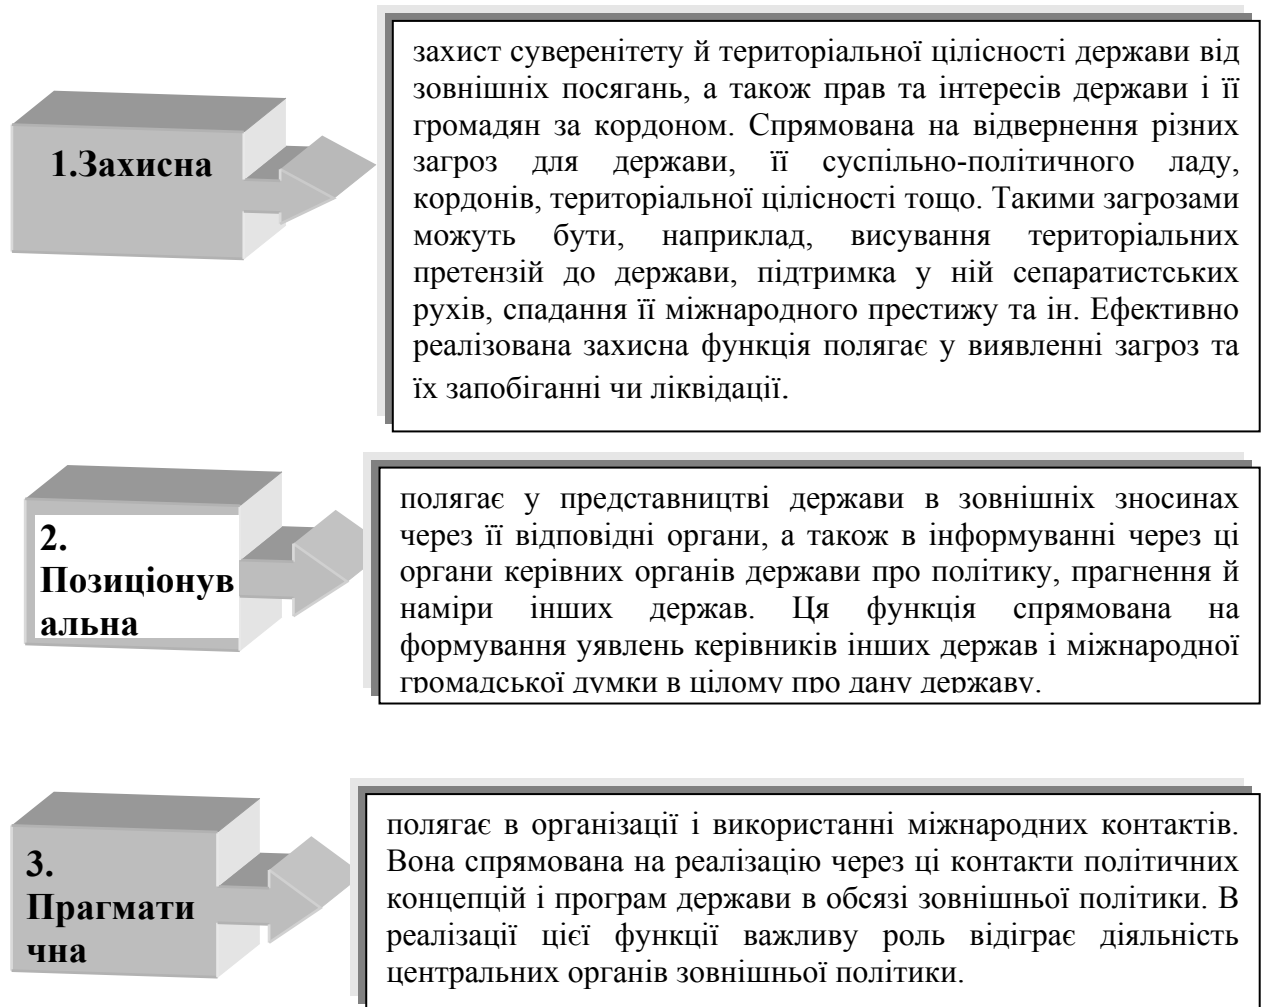 1.Захисна
захист суверенітету й територіальної цілісності держави від
зовнішніх посягань, а також прав та інтересів держави і її
громадян за кордоном. Спрямована на відвернення різних
загроз для держави, її суспільно-політичного ладу,
кордонів, територіальної цілісності тощо. Такими загрозами
можуть бути, наприклад, висування територіальних
претензій до держави, підтримка у ній сепаратистських
рухів, спадання її міжнародного престижу та ін. Ефективно
реалізована захисна функція полягає у виявленні загроз та
їх запобіганні чи ліквідації.
2.
Позиціонув
альна
полягає у представництві держави в зовнішніх зносинах
через її відповідні органи, а також в інформуванні через ці
органи керівних органів держави про політику, прагнення й
наміри інших держав. Ця функція спрямована на
формування уявлень керівників інших держав і міжнародної
громадської думки в цілому про дану державу.
3.
Прагмати
чна
полягає в організації і використанні міжнародних контактів.
Вона спрямована на реалізацію через ці контакти політичних
концепцій і програм держави в обсязі зовнішньої політики. В
реалізації цієї функції важливу роль відіграє діяльність
центральних органів зовнішньої політики.